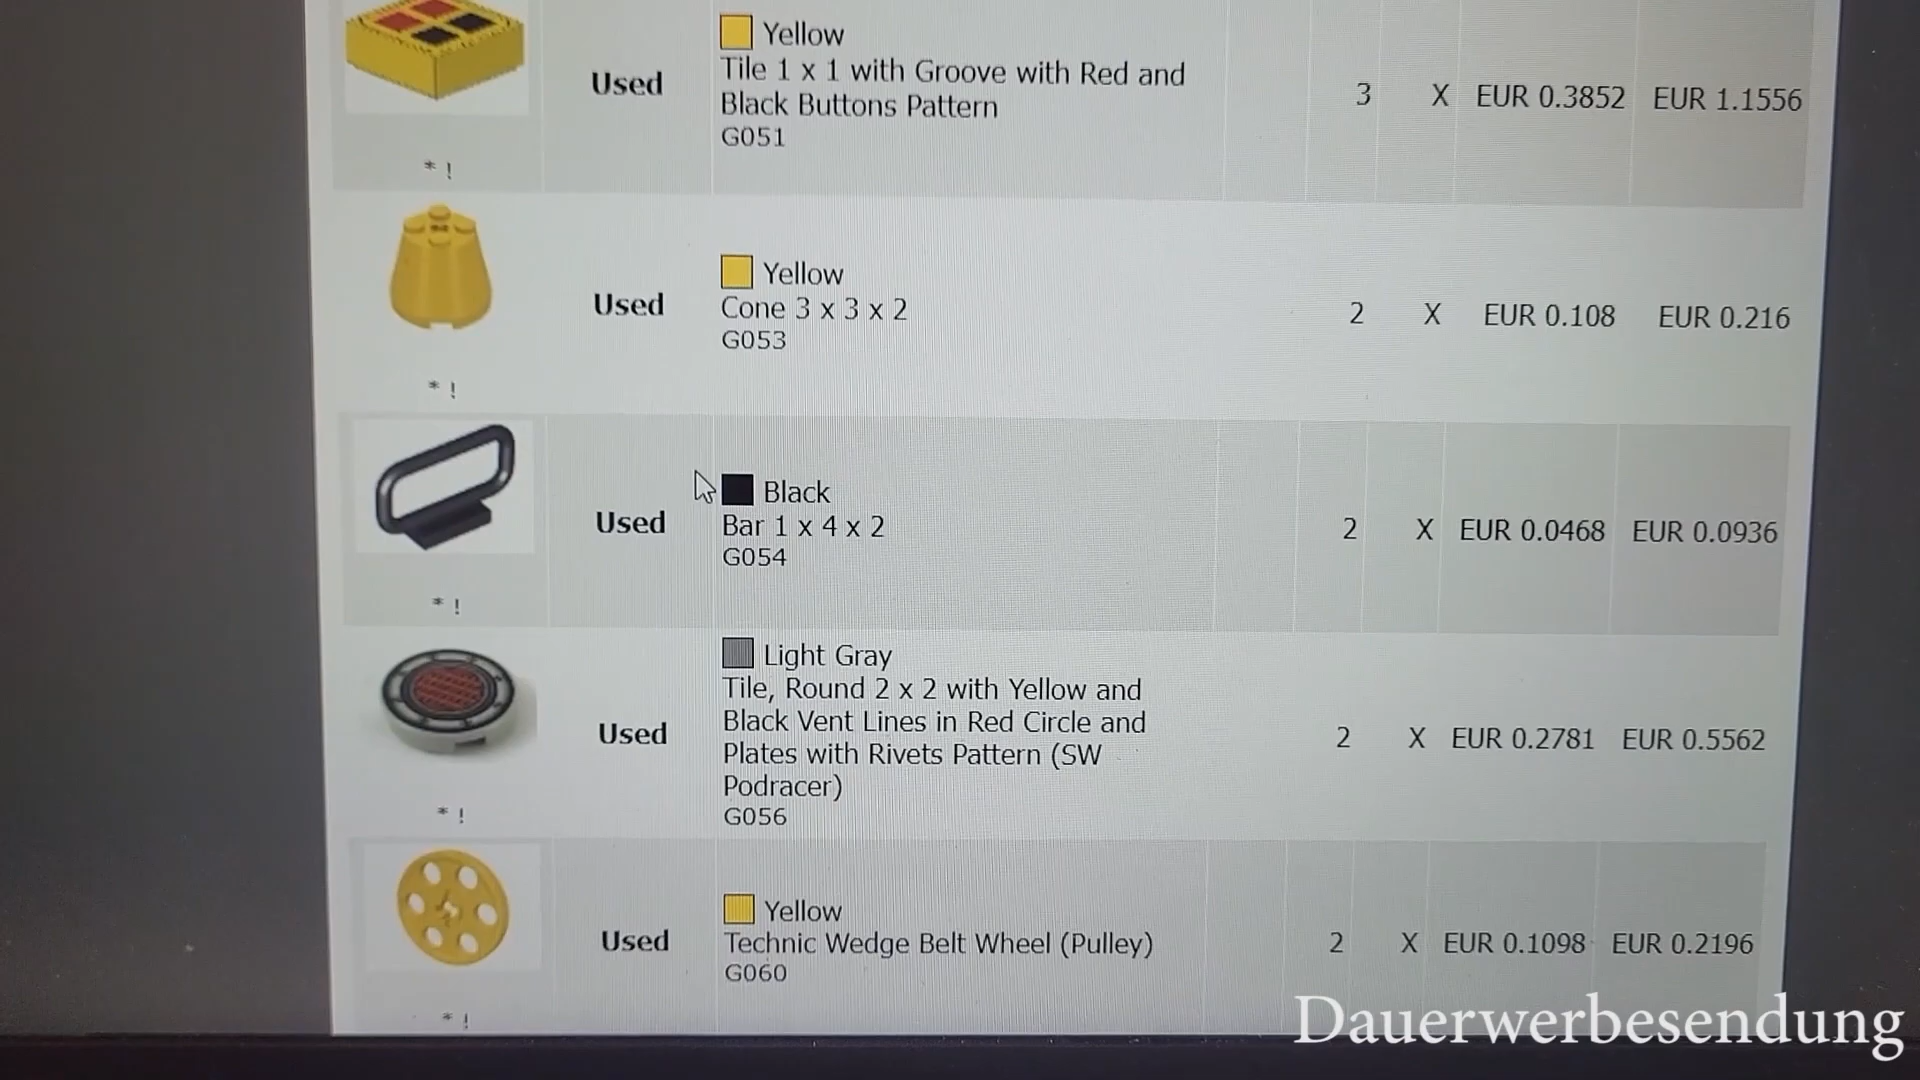 Yellow
Tile 1 x 1 with Groove with Red and
Black Buttons Pattern
G051
Used
3 X EUR 0.3852 EUR 1.1556
* !
Yellow
Cone 3 x 3 x 2
G053
Used
2 X EUR 0.108 EUR 0.216
* !
Black
Bar 1 x 4 x 2
G054
Used
2 X EUR 0.0468 EUR 0.0936
* !
Light Gray
Tile, Round 2 x 2 with Yellow and
Black Vent Lines in Red Circle and
Plates with Rivets Pattern (SW
Podracer)
G056
Used
2 X EUR 0.2781 EUR 0.5562
* !
Yellow
Technic Wedge Belt Wheel (Pulley)
G060
Used
2 X EUR 0.1098 EUR 0.2196
* !
Dauerwerbesendung